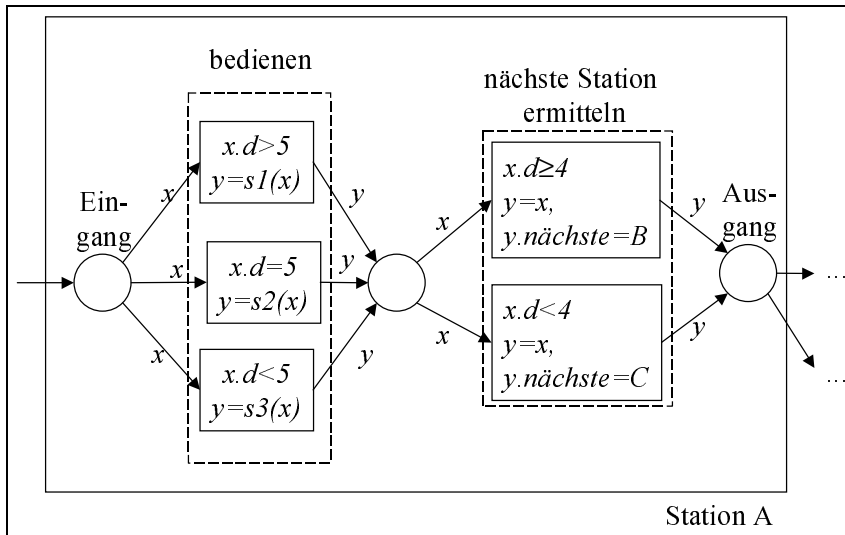 bedienen
nächste Station
ermitteln
Ein-
gang
x
x
x
x.d>5
y=s1(x)
x.d=5
y=s2(x)
x.d<5
y=s3(x)
y
y
y
x
x
x.d≥4
y=x,
y.nächste=B
x.d<4
y=x,
y.nächste=C
y
y
Aus-
gang
...
...
Station A